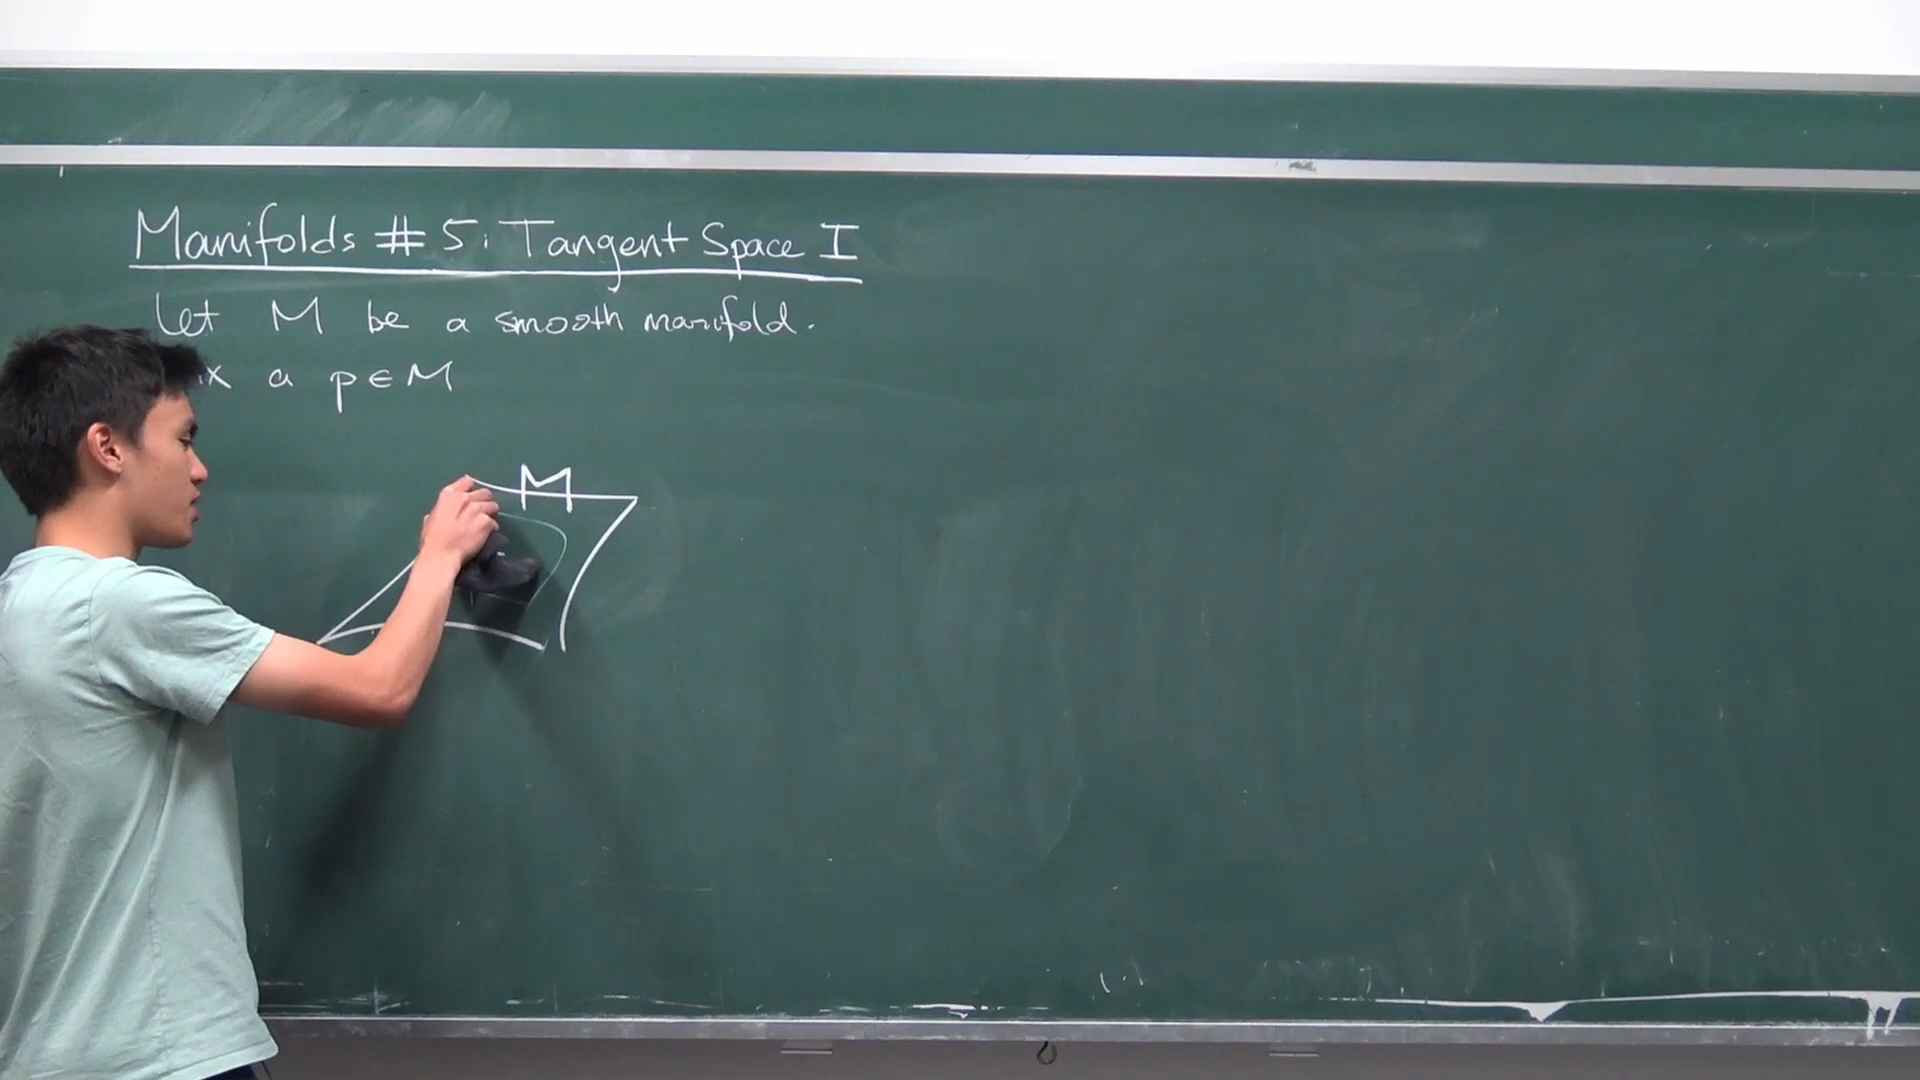 Manifolds #5: Tangent Space I
Let M be a smooth manifold.
a p∈M
M